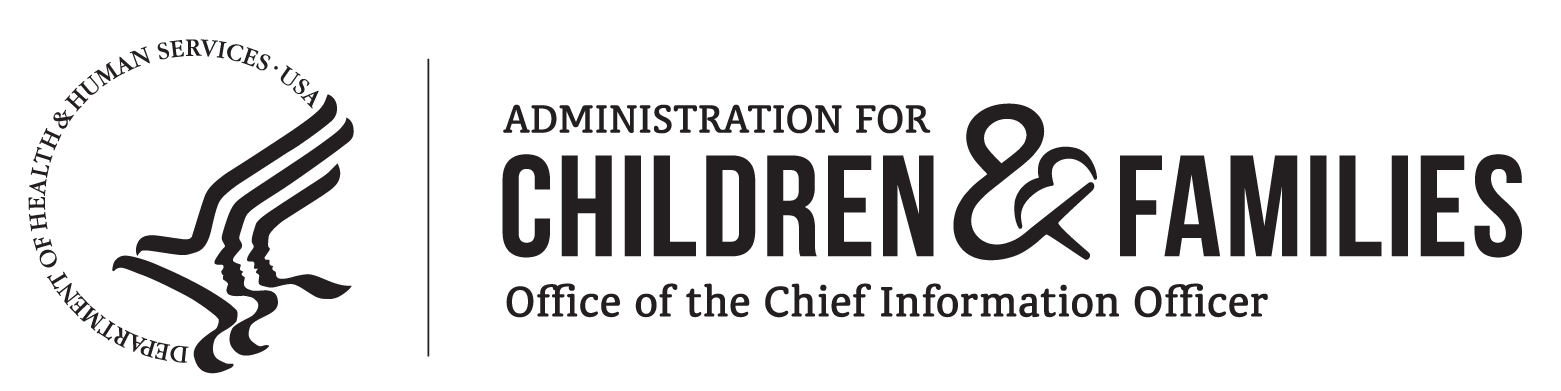 DEPARTMENT OF HEALTH & HUMAN SERVICES · USA
ADMINISTRATION FOR
CHILDREN & FAMILIES
Office of the Chief Information Officer